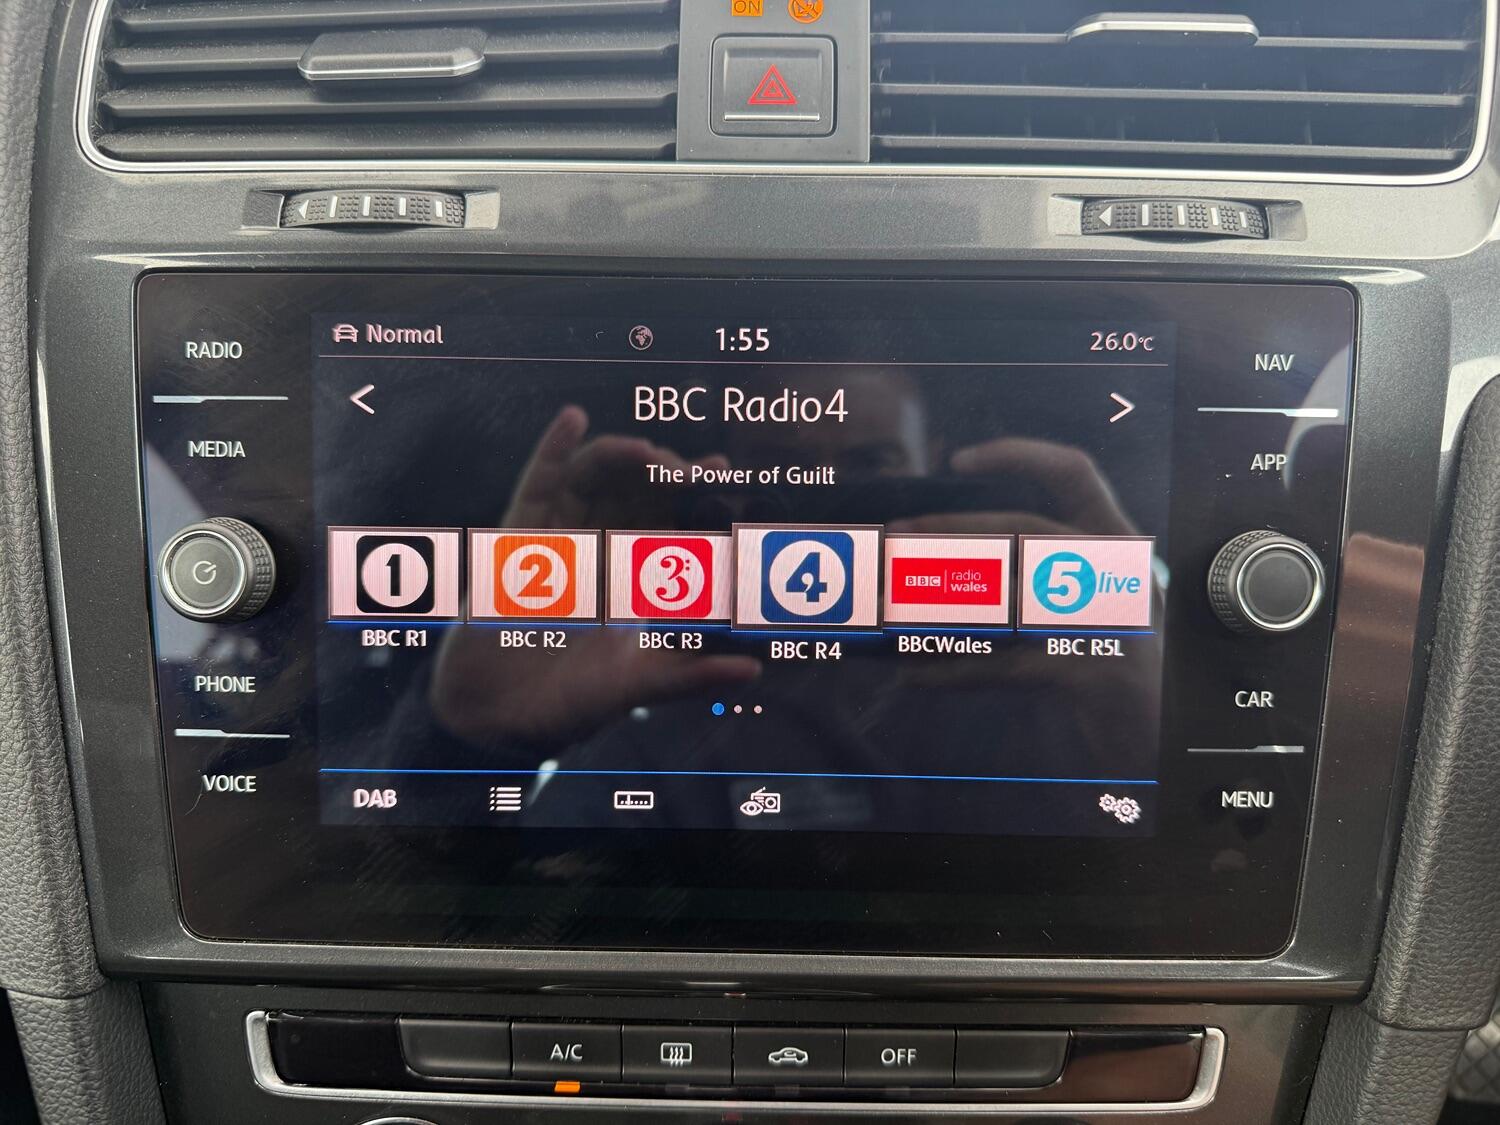 ON
RADIO
MEDIA
PHONE
VOICE
Normal
1:55
26.0°C
< BBC Radio4 >
The Power of Guilt
1
2
3
4
BBC radio wales
5 live
BBC R1
BBC R2
BBC R3
BBC R4
BBCWales
BBC R5L
DAB
NAV
APP
CAR
MENU
A/C
OFF